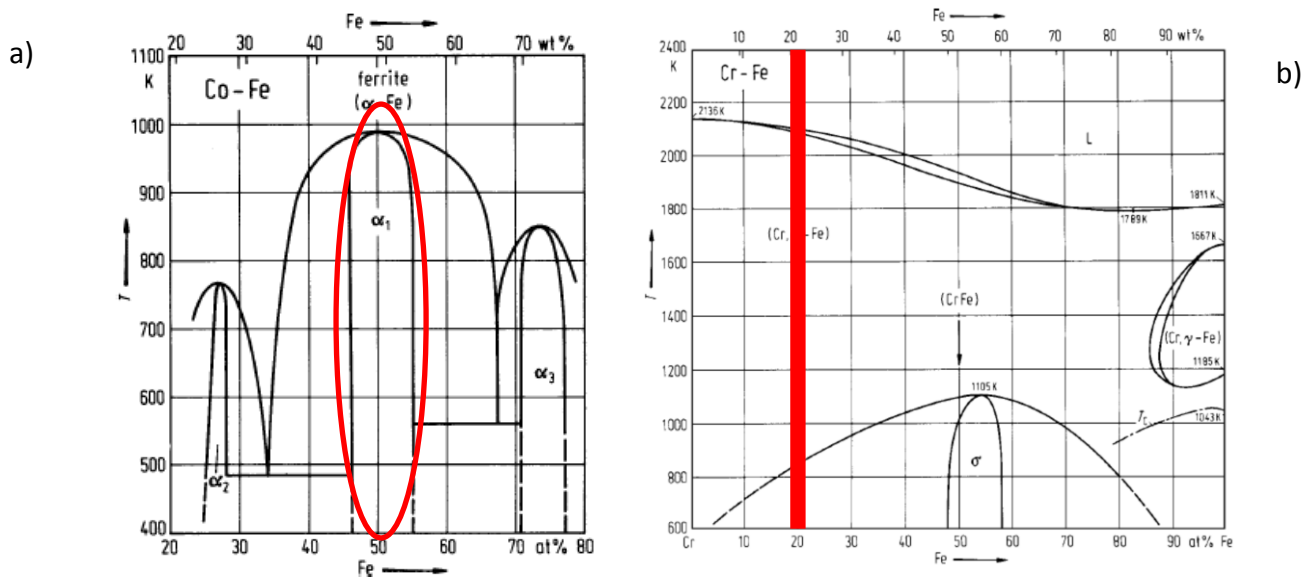 a)
Fe
20 30 40 50 60 70 wt %
1100
K
1000
900
800
700
600
500
400
T
Co-Fe
ferrite
(α-Fe)
α1
α2
α3
20 30 40 50 60 70 at% 80
Fe
b)
Fe
10 20 30 40 50 60 70 80 90 wt %
2400
K
2200
2000
1800
1600
1400
1200
1000
800
600
T
Cr-Fe
2136 K
L
1811 K
1789 K
1667 K
(Cr, -Fe)
(CrFe)
(Cr, γ-Fe)
1185 K
1105 K
Tc
1043 K
σ
Cr 10 20 30 40 50 60 70 80 90 at% Fe
Fe